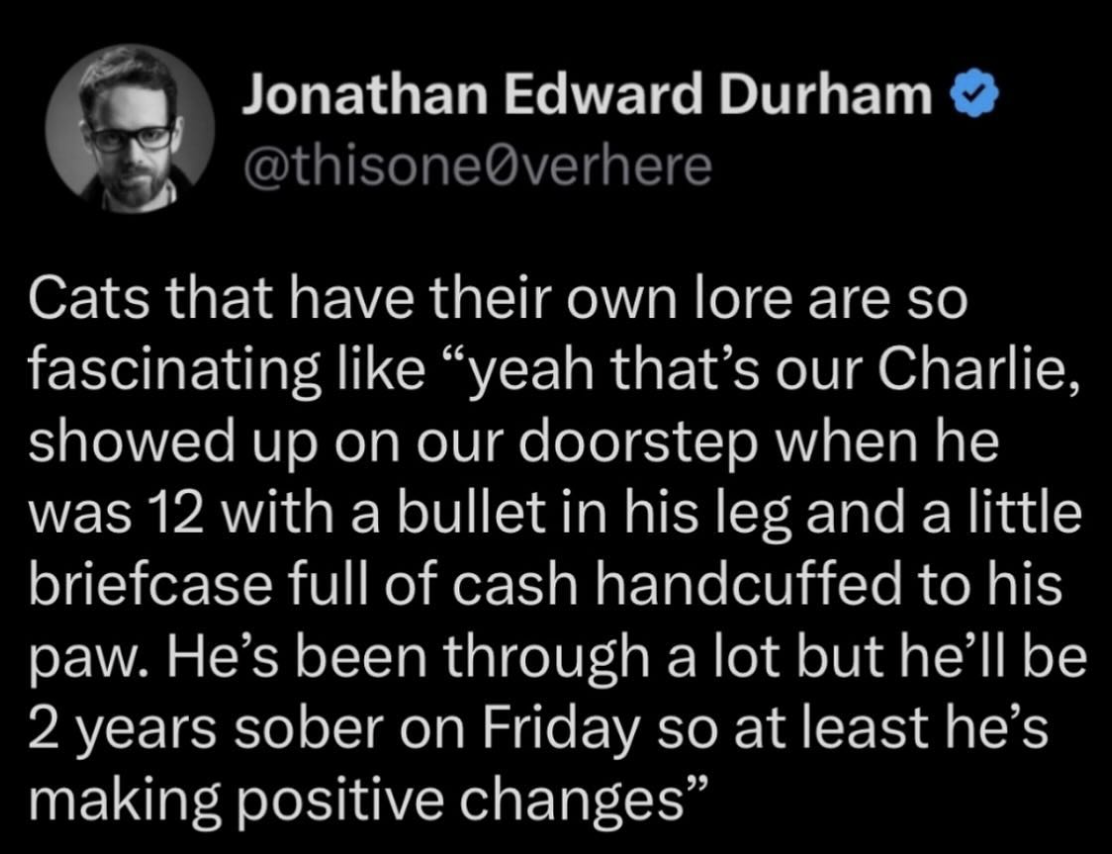 Jonathan Edward Durham
@thisone0verhere
Cats that have their own lore are so
fascinating like “yeah that’s our Charlie,
showed up on our doorstep when he
was 12 with a bullet in his leg and a little
briefcase full of cash handcuffed to his
paw. He’s been through a lot but he’ll be
2 years sober on Friday so at least he’s
making positive changes”